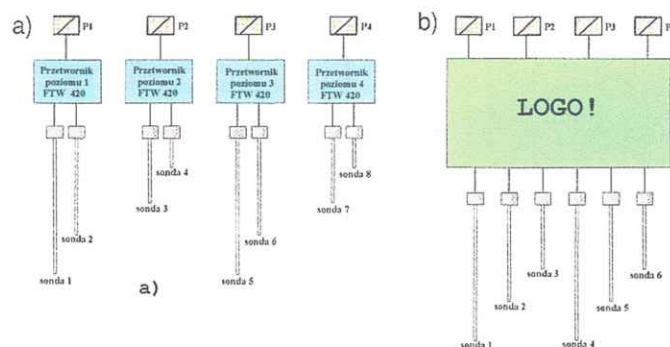 a)
P1
P2
P3
P4
Przetwornik
poziomu 1
FTW 420
Przetwornik
poziomu 2
FTW 420
Przetwornik
poziomu 3
FTW 420
Przetwornik
poziomu 4
FTW 420
sonda 1
sonda 2
sonda 3
sonda 4
sonda 5
sonda 6
sonda 7
sonda 8
a)
b)
P1
P2
P3
LOGO!
sonda 1
sonda 2
sonda 3
sonda 4
sonda 5
sonda 6